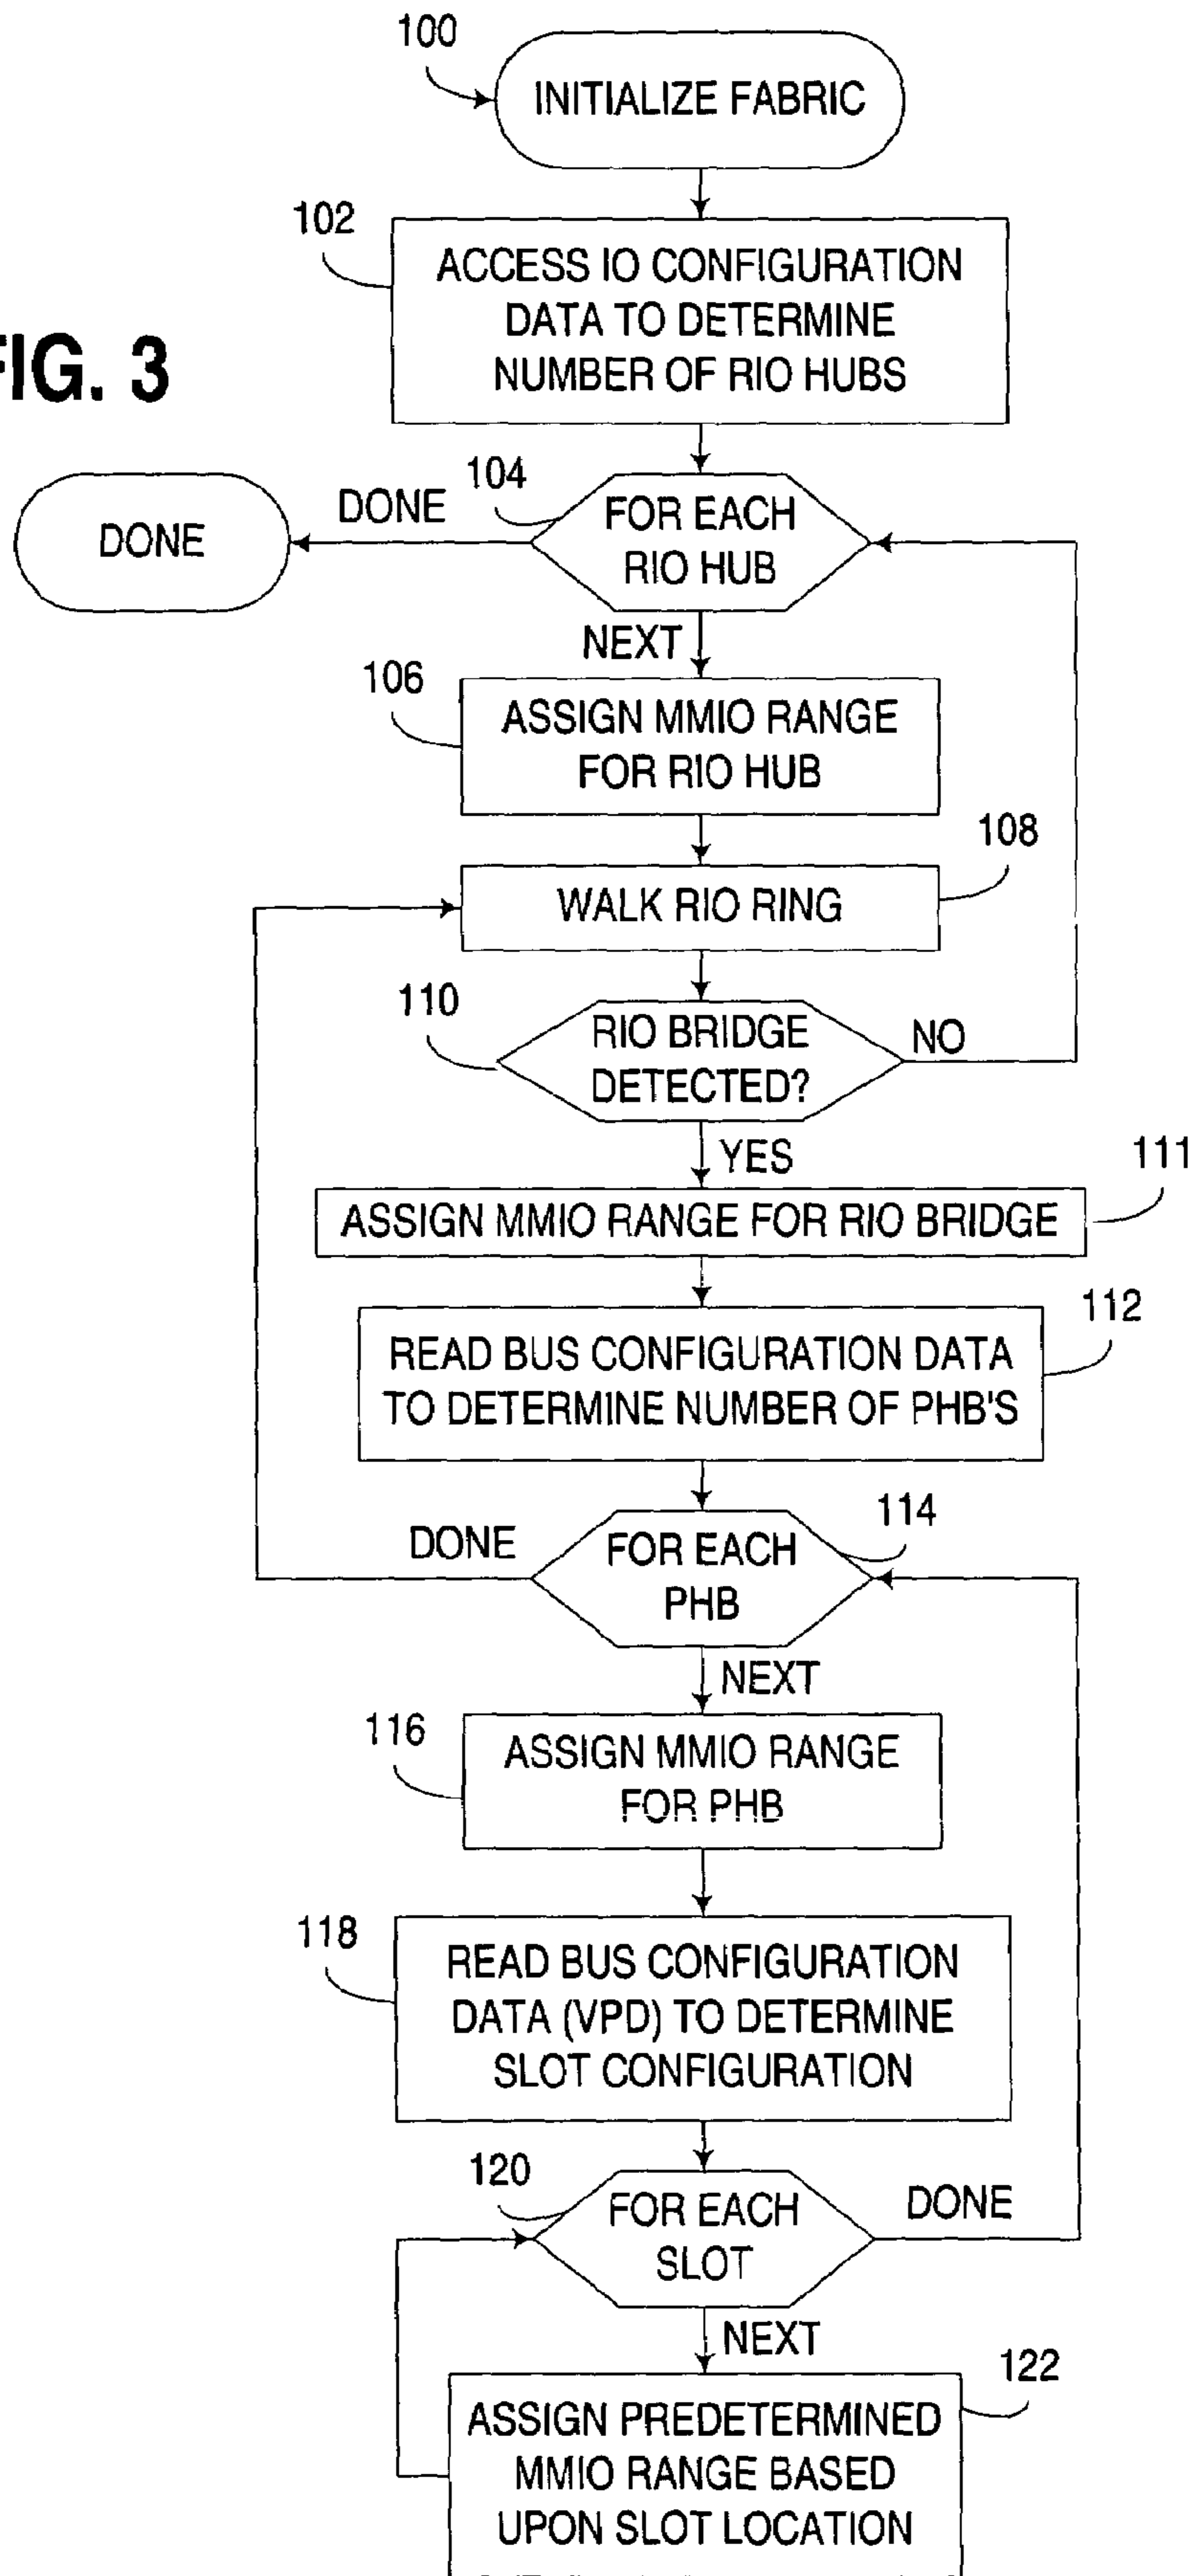 100
INITIALIZE FABRIC
102
ACCESS IO CONFIGURATION
DATA TO DETERMINE
NUMBER OF RIO HUBS
FIG. 3
DONE
DONE
104
FOR EACH
RIO HUB
NEXT
106
ASSIGN MMIO RANGE
FOR RIO HUB
108
WALK RIO RING
110
RIO BRIDGE
DETECTED?
NO
YES
111
ASSIGN MMIO RANGE FOR RIO BRIDGE
112
READ BUS CONFIGURATION DATA
TO DETERMINE NUMBER OF PHB'S
114
DONE
FOR EACH
PHB
NEXT
116
ASSIGN MMIO RANGE
FOR PHB
118
READ BUS CONFIGURATION
DATA (VPD) TO DETERMINE
SLOT CONFIGURATION
120
FOR EACH
SLOT
DONE
NEXT
122
ASSIGN PREDETERMINED
MMIO RANGE BASED
UPON SLOT LOCATION